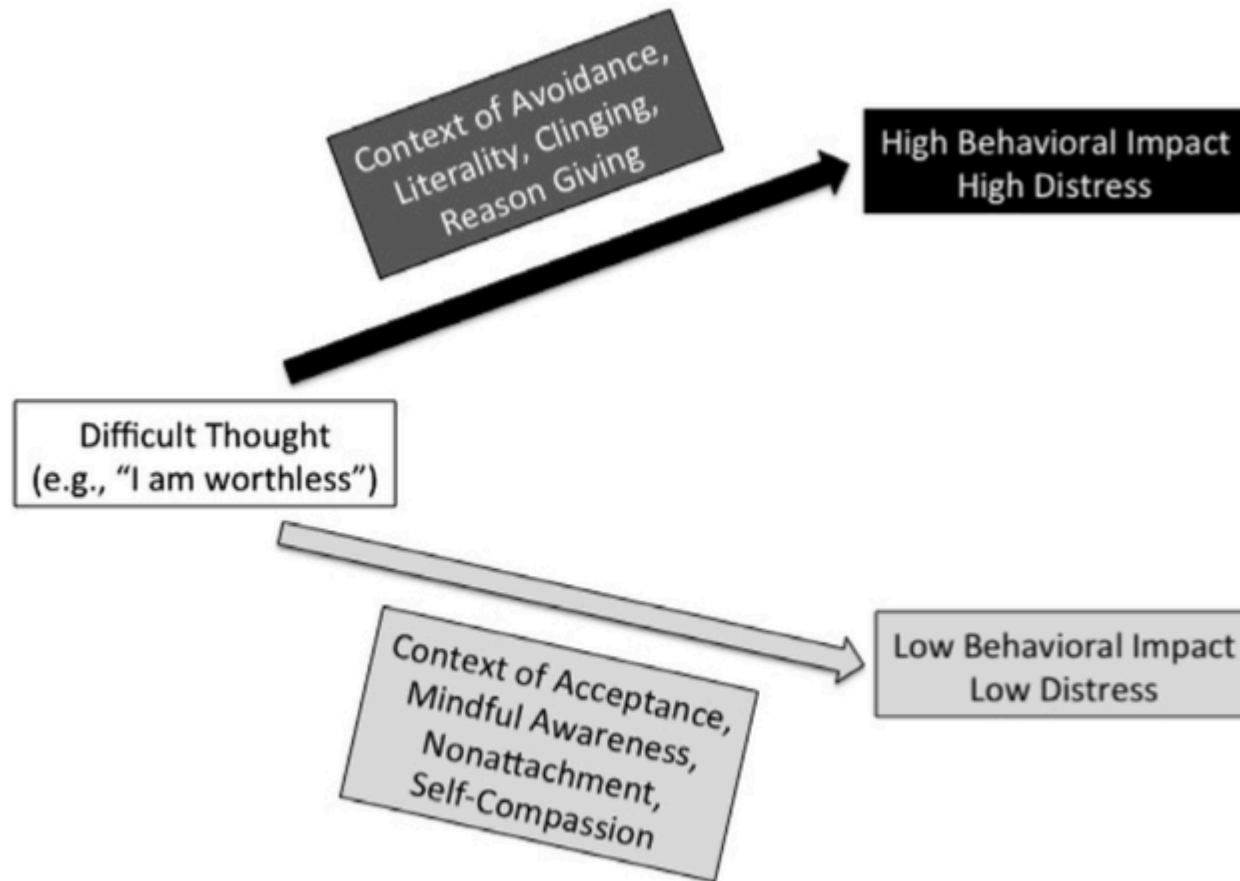 Context of Avoidance,
Literality, Clinging,
Reason Giving
High Behavioral Impact
High Distress
Difficult Thought
(e.g., “I am worthless”)
Context of Acceptance,
Mindful Awareness,
Nonattachment,
Self-Compassion
Low Behavioral Impact
Low Distress